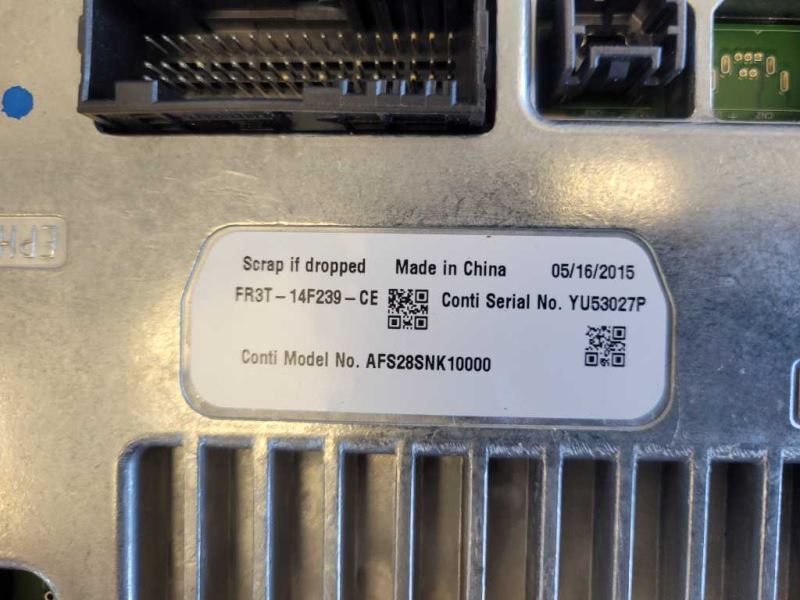 Scrap if dropped Made in China 05/16/2015
FR3T-14F239-CE Conti Serial No. YU53027P
Conti Model No. AFS28SNK10000